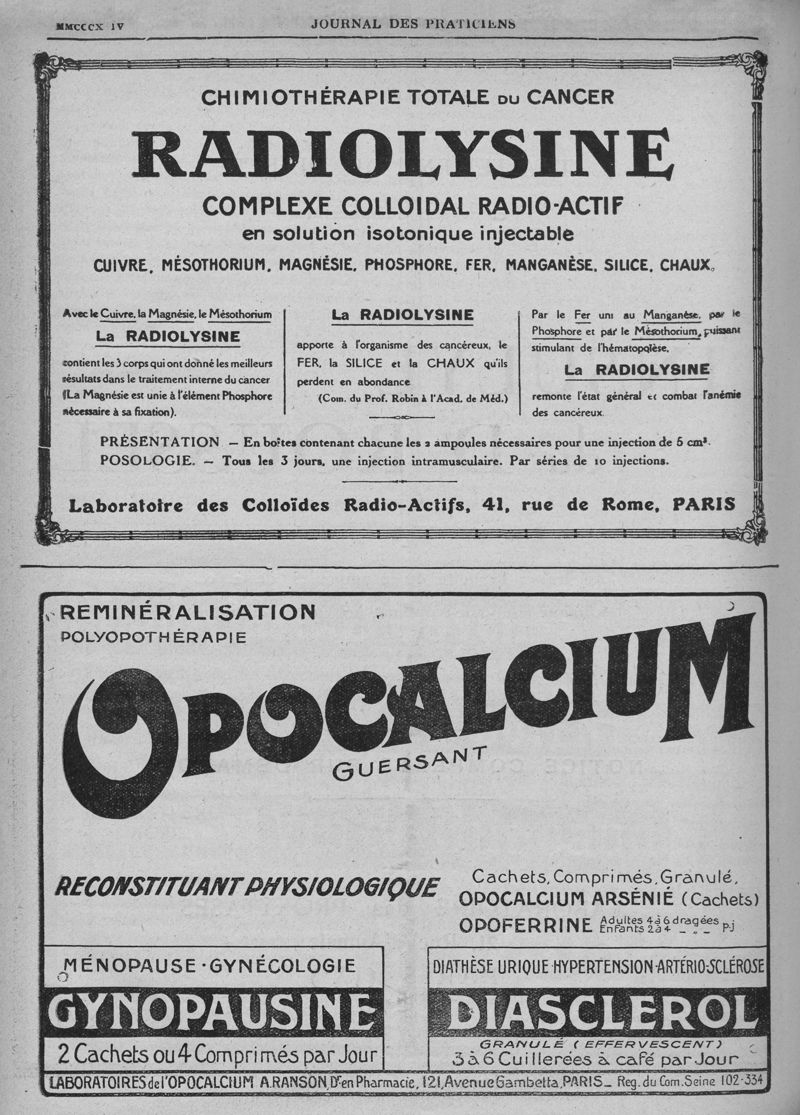 MMCCCX IV
JOURNAL DES PRATICIENS
CHIMIOTHÉRAPIE TOTALE DU CANCER
RADIOLYSINE
COMPLEXE COLLOIDAL RADIO-ACTIF
en solution isotonique injectable
CUIVRE, MÉSOTHORIUM, MAGNÉSIE, PHOSPHORE, FER, MANGANÈSE, SILICE, CHAUX,
Avec le Cuivre, la Magnésie, le Mésothorium
La RADIOLYSINE
contient les 3 corps qui ont donné les meilleurs
résultats dans le traitement interne du cancer
(La Magnésie est unie à l'élément Phosphore
nécessaire à sa fixation).
La RADIOLYSINE
apporte à l'organisme des cancéreux, le
FER, la SILICE et la CHAUX qu'ils
perdent en abondance
(Com. du Prof. Robin à l'Acad. de Méd.)
Par le Fer uni au Manganèse, par le
Phosphore et par le Mésothorium, puissant
stimulant de l'hématopoïèse,
La RADIOLYSINE
remonte l'état général et combat l'anémie
des cancéreux
PRÉSENTATION — En boîtes contenant chacune les 2 ampoules nécessaires pour une injection de 5 cm³.
POSOLOGIE. — Tous les 3 jours, une injection intramusculaire. Par séries de 10 injections.
Laboratoire des Colloïdes Radio-Actifs, 41, rue de Rome, PARIS
REMINÉRALISATION
POLYOPOTHÉRAPIE
OPOCALCIUM
GUERSANT
RECONSTITUANT PHYSIOLOGIQUE
Cachets, Comprimés, Granulé,
OPOCALCIUM ARSÉNIÉ (Cachets)
OPOFERRINE Adultes 4 à 6 dragées
Enfants 2 à 4 _ „ _ p.j
MÉNOPAUSE · GYNÉCOLOGIE
GYNOPAUSINE
2 Cachets ou 4 Comprimés par Jour
DIATHÈSE URIQUE-HYPERTENSION-ARTÉRIO-SCLÉROSE
DIASCLEROL
GRANULÉ (EFFERVESCENT)
3 à 6 Cuillerées à café par Jour
LABORATOIRES de l'OPOCALCIUM A. RANSON, Dr en Pharmacie, 121, Avenue Gambetta, PARIS_ Reg. du Com. Seine 102-334